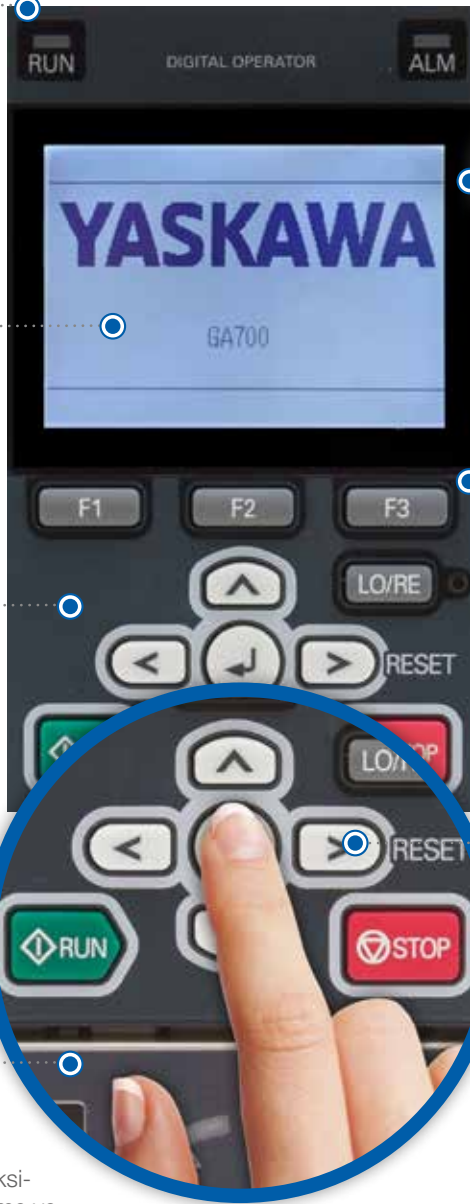 RUN
DIGITAL OPERATOR
ALM
YASKAWA
GA700
F1
F2
F3
LO/RE
RESET
RESET
RUN
STOP